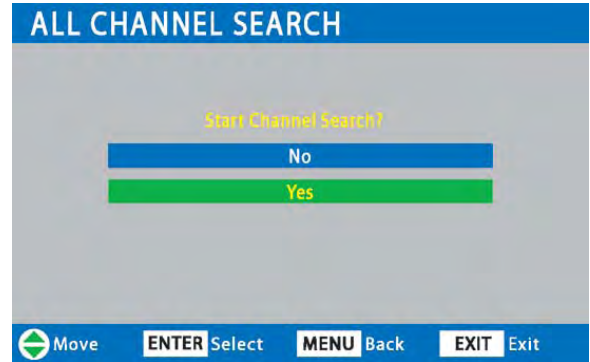 ALL CHANNEL SEARCH
Start Channel Search?
No
Yes
Move ENTER Select MENU Back EXIT Exit